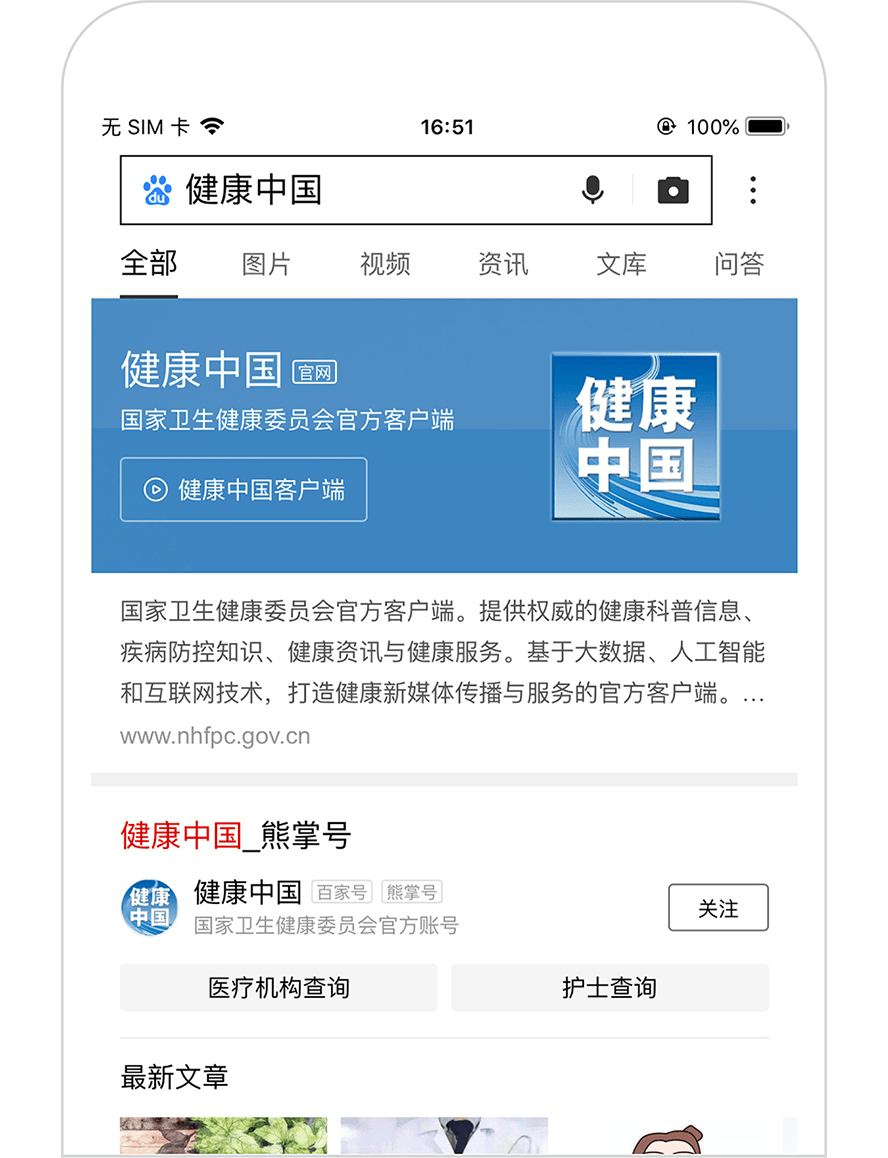 无 SIM 卡 16:51 100%
du 健康中国
全部 图片 视频 资讯 文库 问答
健康中国 官网
国家卫生健康委员会官方客户端
健康中国客户端
健康
中国
国家卫生健康委员会官方客户端。提供权威的健康科普信息、
疾病防控知识、健康资讯与健康服务。基于大数据、人工智能
和互联网技术，打造健康新媒体传播与服务的官方客户端。...
www.nhfpc.gov.cn
健康中国_熊掌号
健康
中国
健康中国 百家号 熊掌号
国家卫生健康委员会官方账号
关注
医疗机构查询 护士查询
最新文章